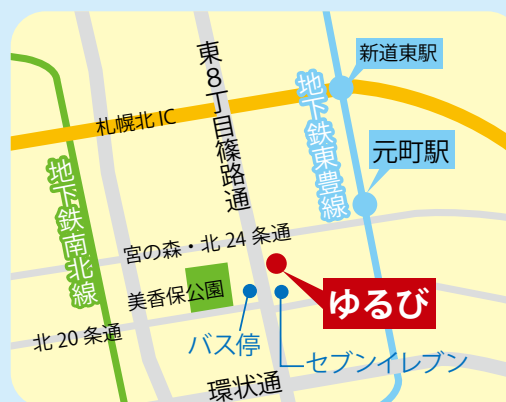 新道東駅
東8丁目篠路通
地下鉄東豊線
札幌北IC
元町駅
地下鉄南北線
宮の森・北24条通
美香保公園
ゆるび
北20条通
バス停
セブンイレブン
環状通